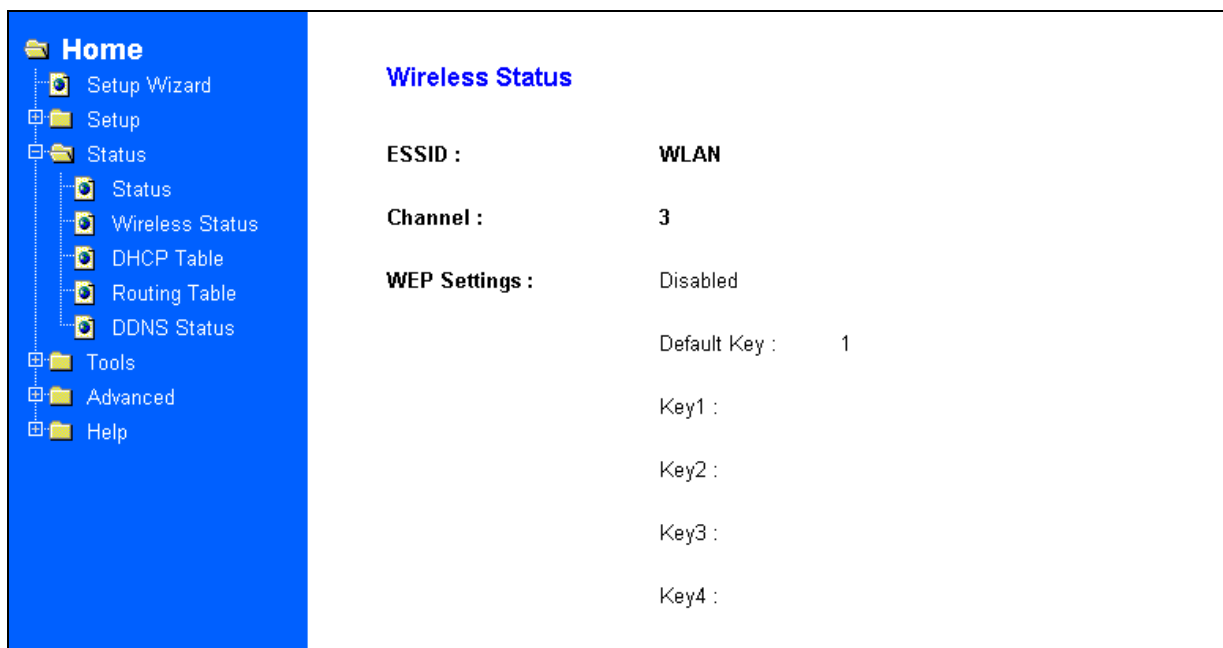 Home
Setup Wizard
Setup
Status
Status
Wireless Status
DHCP Table
Routing Table
DDNS Status
Tools
Advanced
Help
Wireless Status
ESSID : WLAN
Channel : 3
WEP Settings : Disabled
Default Key : 1
Key1 :
Key2 :
Key3 :
Key4 :